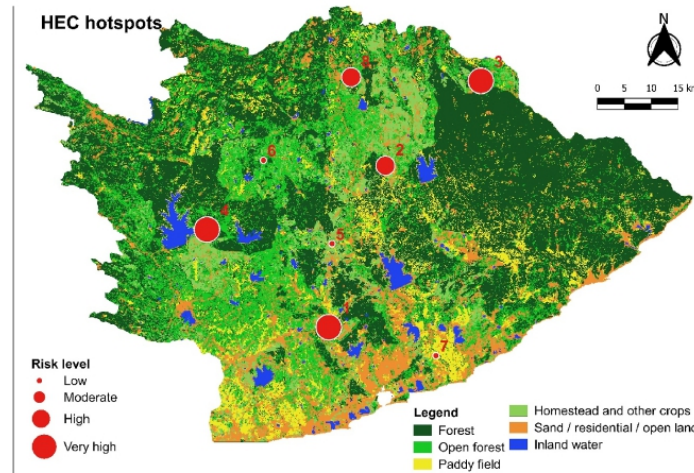 HEC hotspots
N
0 5 10 15 km
8
3
2
6
4
5
1
7
Risk level
Low
Moderate
High
Very high
Legend
Forest
Open forest
Paddy field
Homestead and other crops
Sand / residential / open land
Inland water